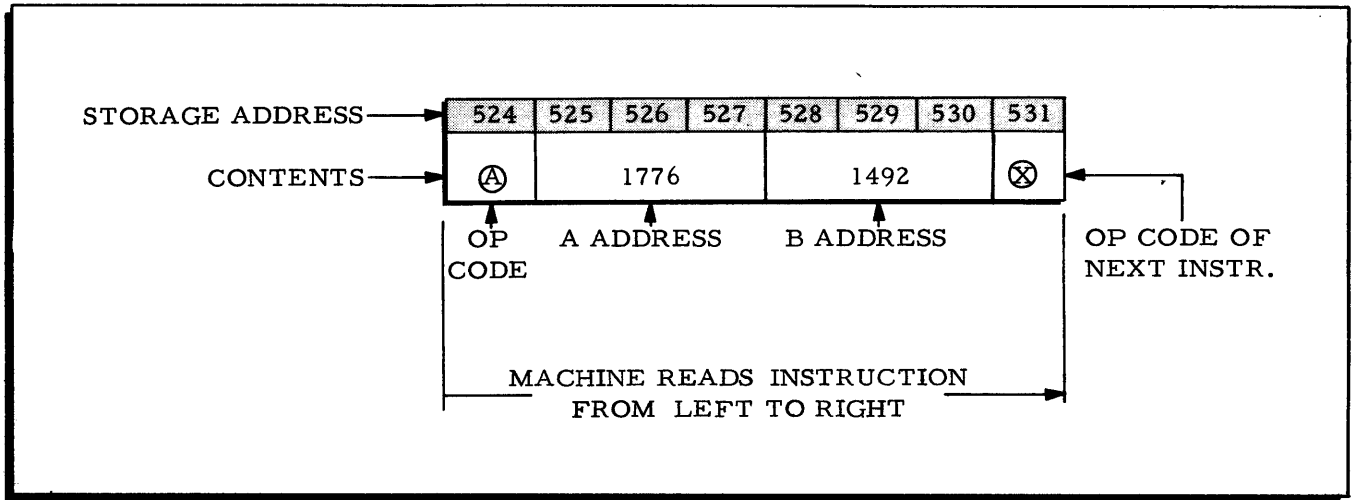 STORAGE ADDRESS 524 525 526 527 528 529 530 531
CONTENTS Ⓐ 1776 1492 Ⓧ
OP A ADDRESS B ADDRESS OP CODE OF
CODE NEXT INSTR.
MACHINE READS INSTRUCTION
FROM LEFT TO RIGHT